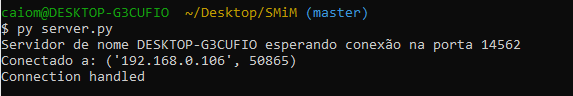 caiom@DESKTOP-G3CUFIO ~/Desktop/SMiM (master)
$ py server.py
Servidor de nome DESKTOP-G3CUFIO esperando conexão na porta 14562
Conectado a: ('192.168.0.106', 50865)
Connection handled